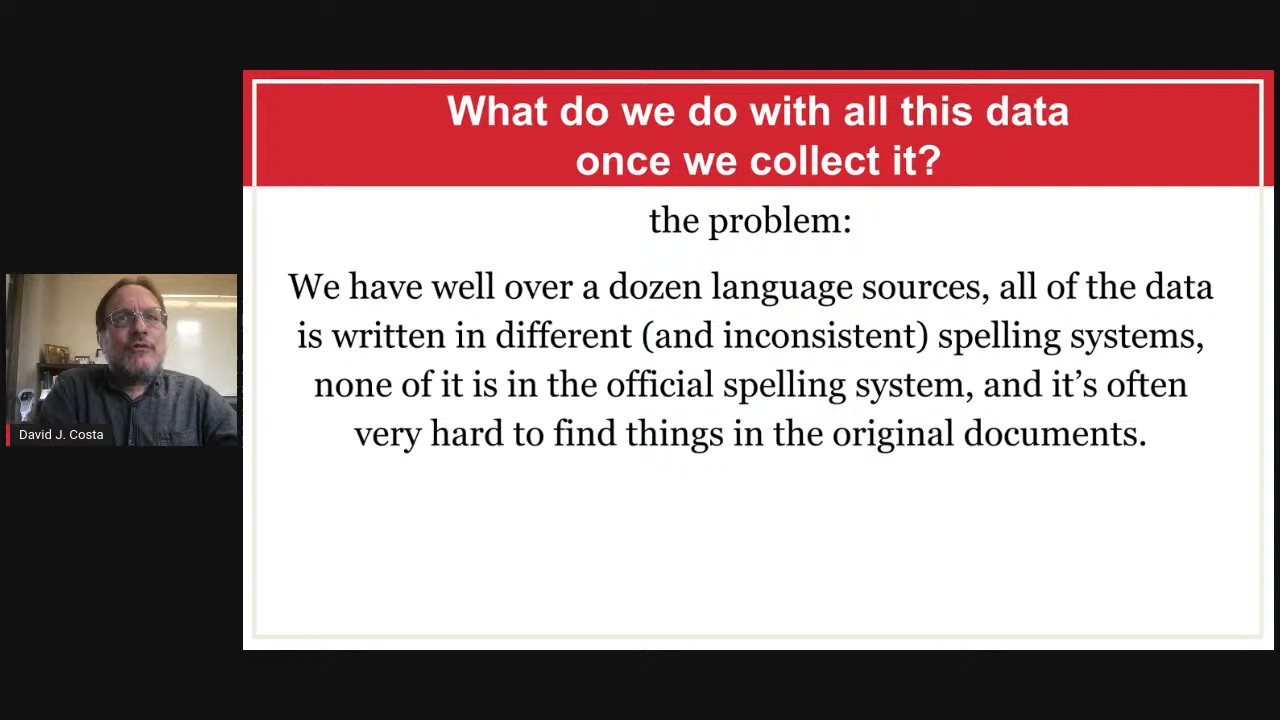 What do we do with all this data
once we collect it?
the problem:
We have well over a dozen language sources, all of the data
is written in different (and inconsistent) spelling systems,
none of it is in the official spelling system, and it’s often
very hard to find things in the original documents.
David J. Costa